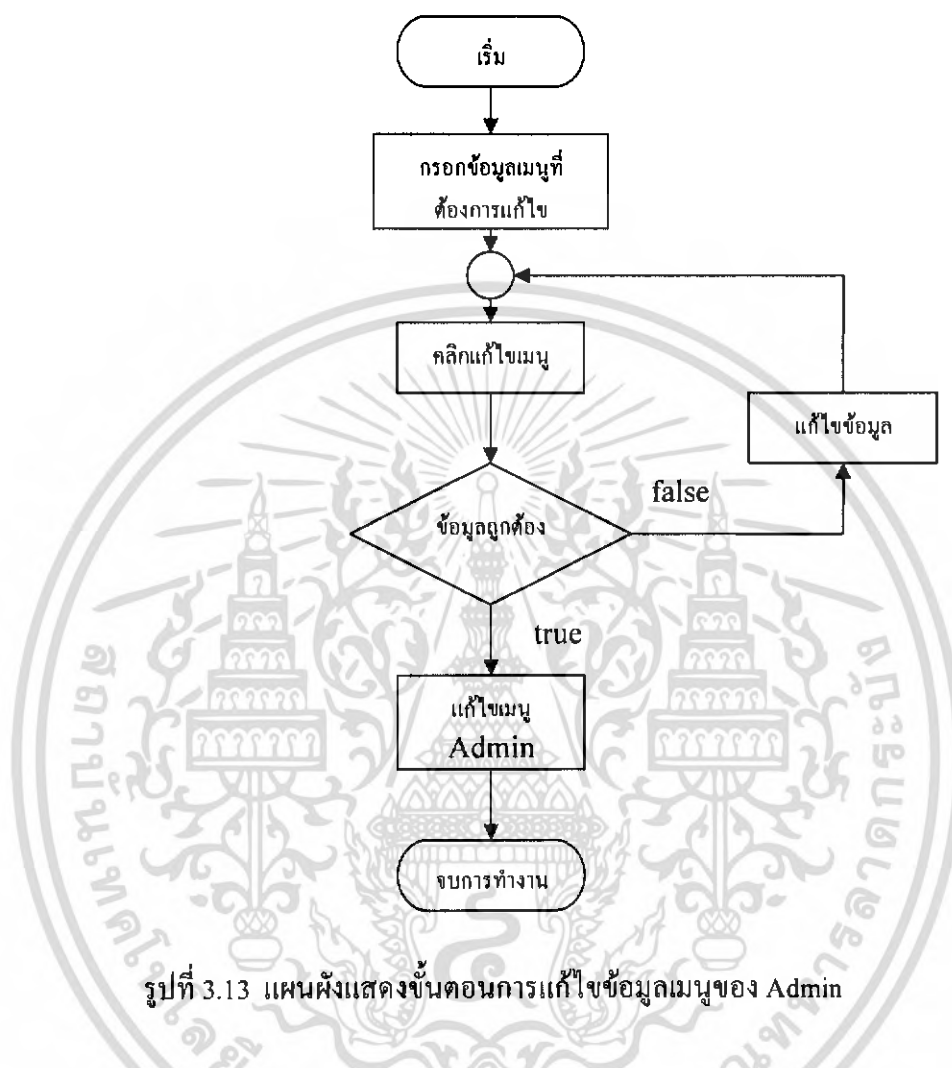 เริ่ม
กรอกข้อมูลเมนูที่
ต้องการแก้ไข
คลิกแก้ไขเมนู
แก้ไขข้อมูล
false
ข้อมูลถูกต้อง
true
แก้ไขเมนู
Admin
จบการทำงาน
รูปที่ 3.13 แผนผังแสดงขั้นตอนการแก้ไขข้อมูลเมนูของ Admin